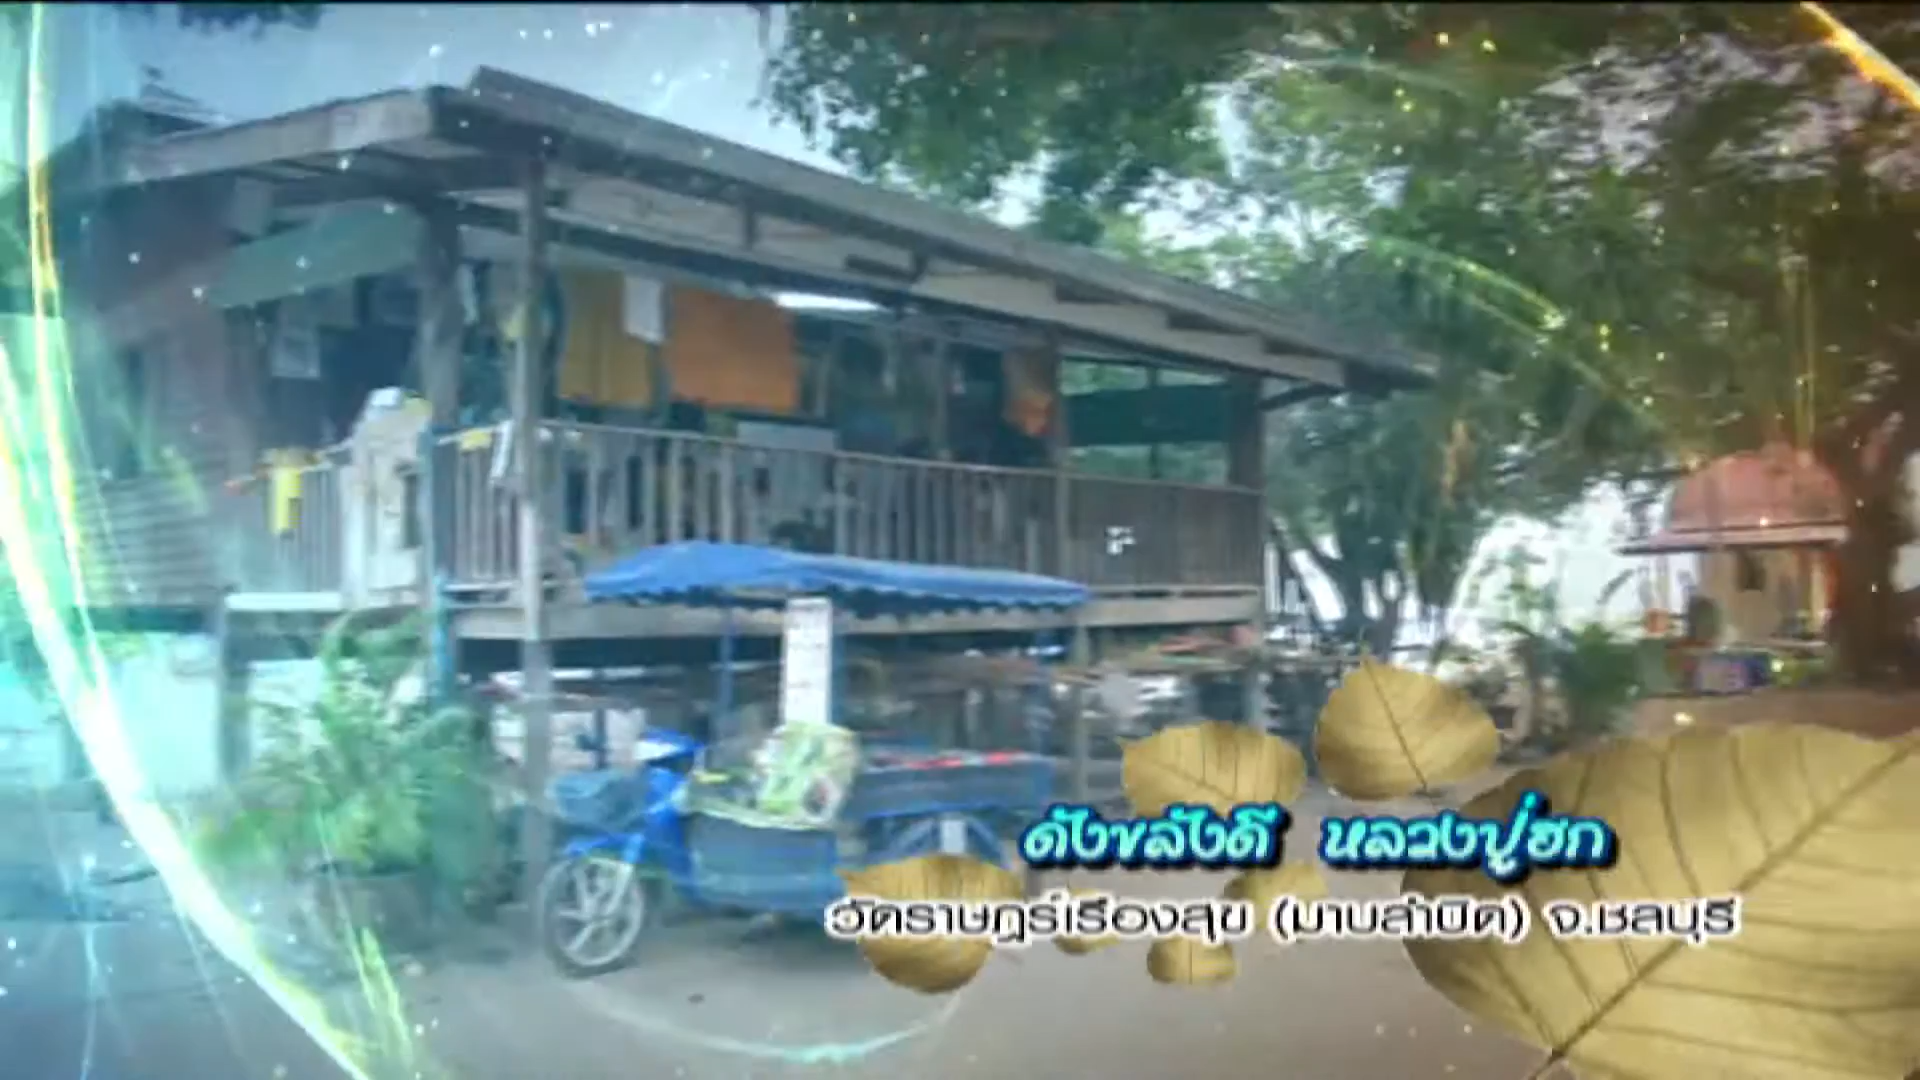 ดังขลังดี หลวงปู่ฮก
วัดราษฎร์เรืองสุข (มาบลำบิด) จ.ชลบุรี